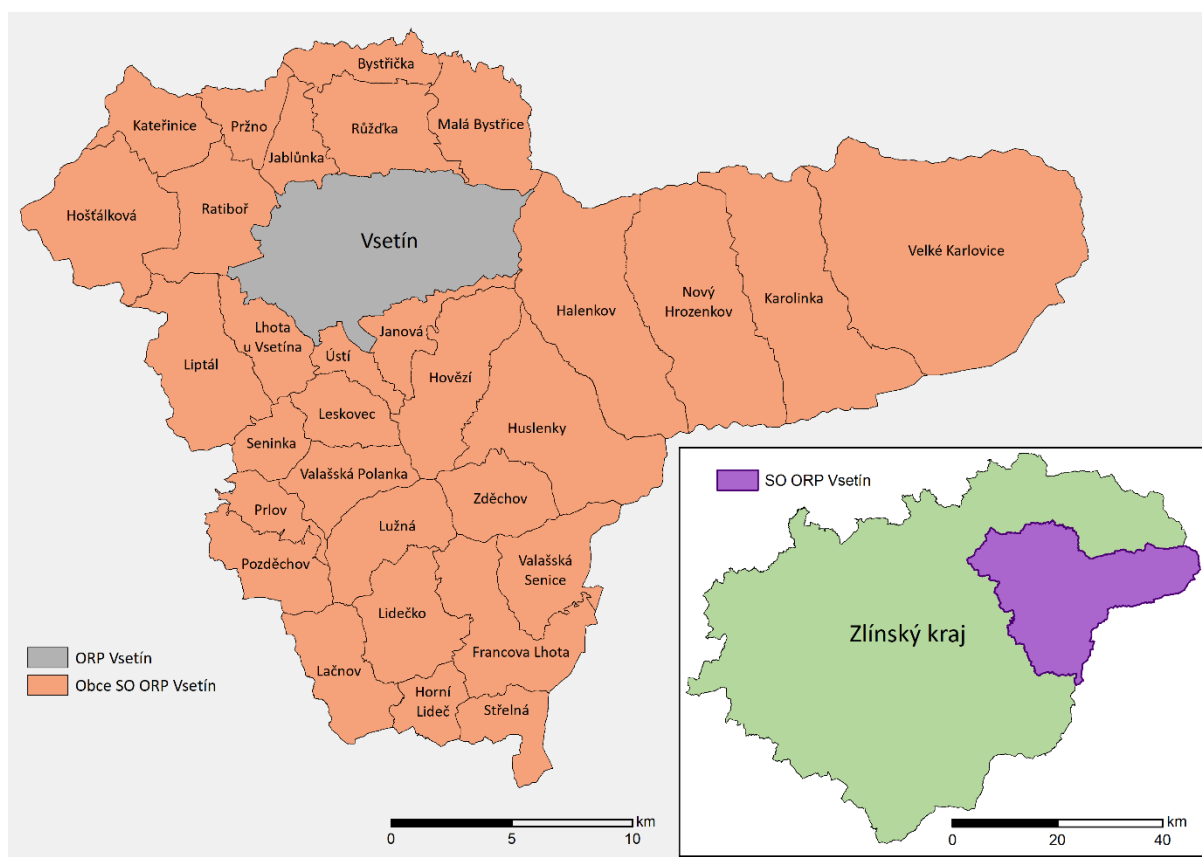 Bystřička
Kateřinice
Pržno
Růžďka
Malá Bystřice
Jablůnka
Hošťálková
Ratiboř
Vsetín
Velké Karlovice
Halenkov
Nový
Hrozenkov
Karolinka
Lhota
u Vsetína
Janová
Ústí
Liptál
Hovězí
Leskovec
Huslenky
Seninka
Valašská Polanka
Zděchov
Prlov
Lužná
Pozděchov
Valašská
Senice
Lidečko
Francova Lhota
Lačnov
Horní
Lideč
Střelná
ORP Vsetín
Obce SO ORP Vsetín
km
0
5
10
SO ORP Vsetín
Zlínský kraj
km
0
20
40